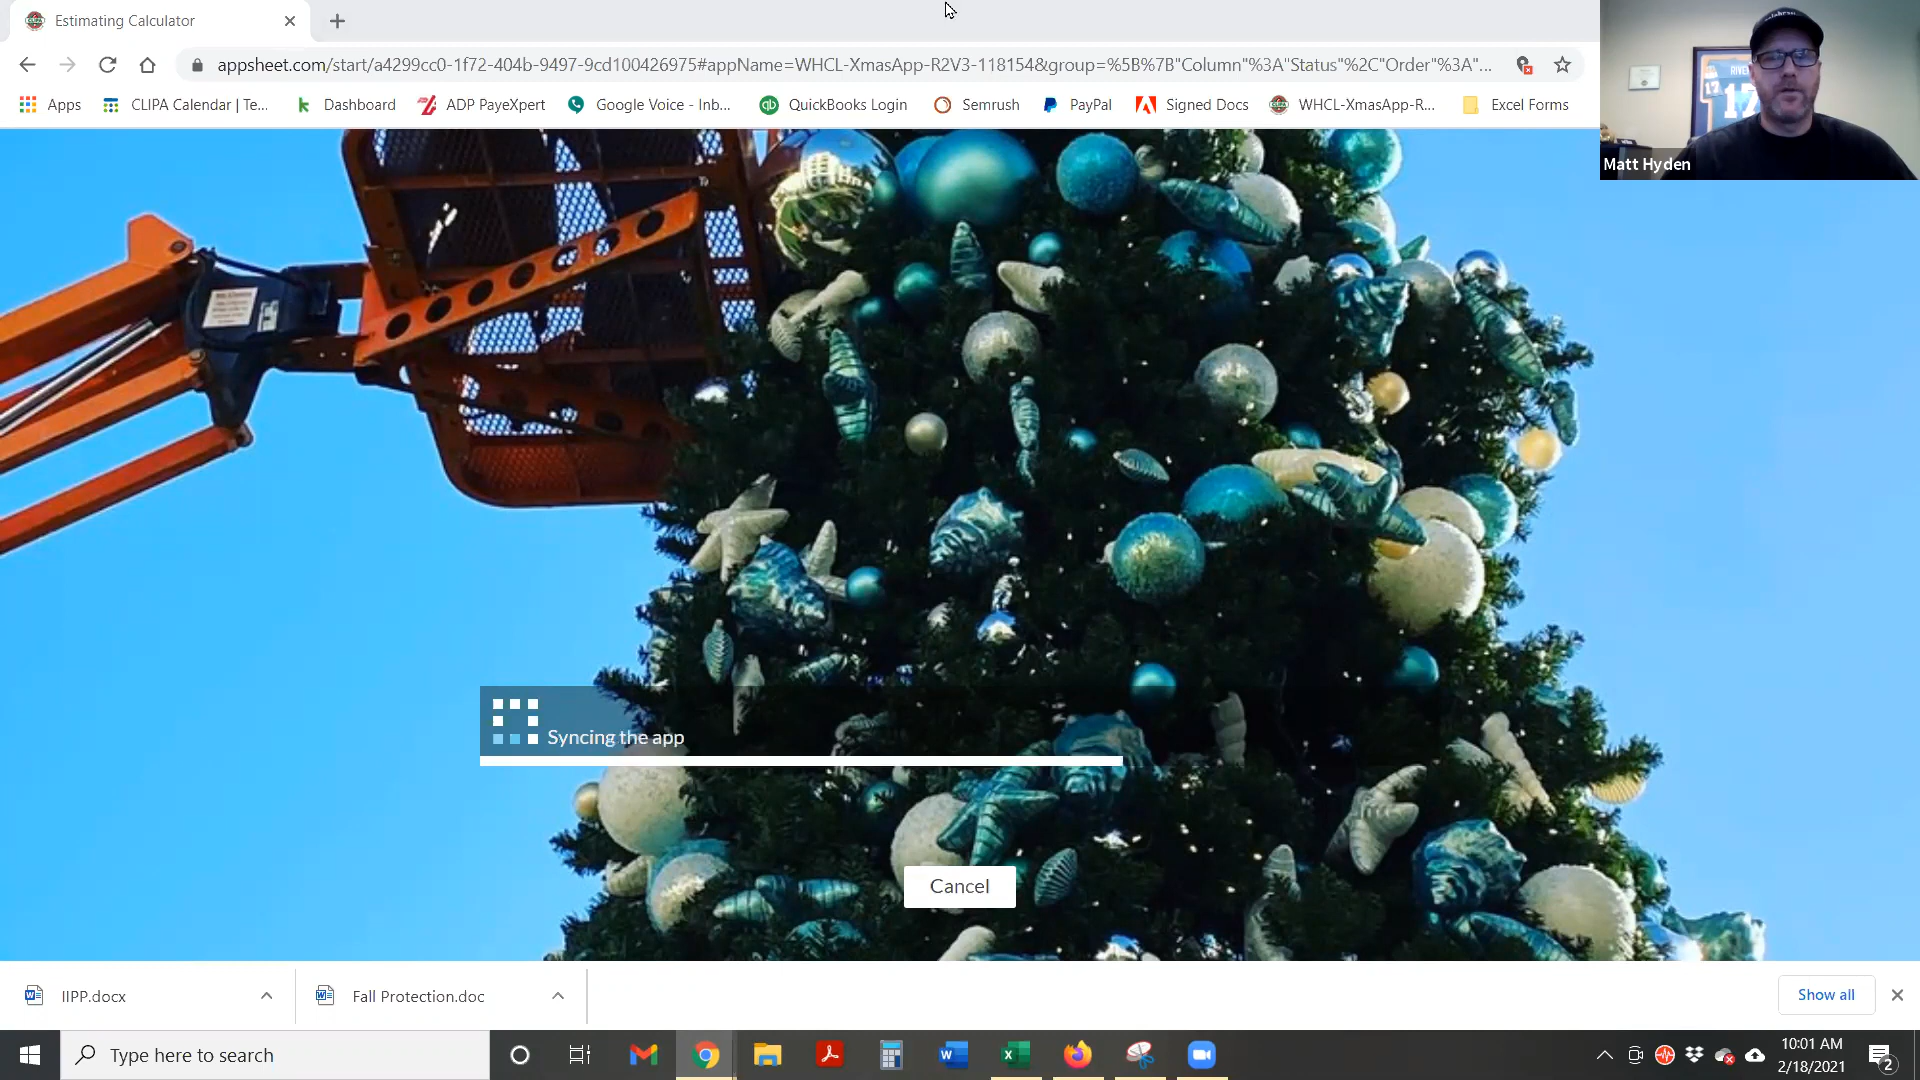 Estimating Calculator
appsheet.com/start/a4299cc0-1f72-404b-9497-9cd100426975#appName=WHCL-XmasApp-R2V3-118154&group=%5B%7B"Column"%3A"Status"%2C"Order"%3A"...
Apps
CLIPA Calendar | Te...
Dashboard
ADP PayeXpert
Google Voice - Inb...
QuickBooks Login
Semrush
PayPal
Signed Docs
WHCL-XmasApp-R...
Excel Forms
17
Matt Hyden
Syncing the app
Cancel
IIPP.docx
Fall Protection.doc
Show all
Type here to search
10:01 AM
2/18/2021
2